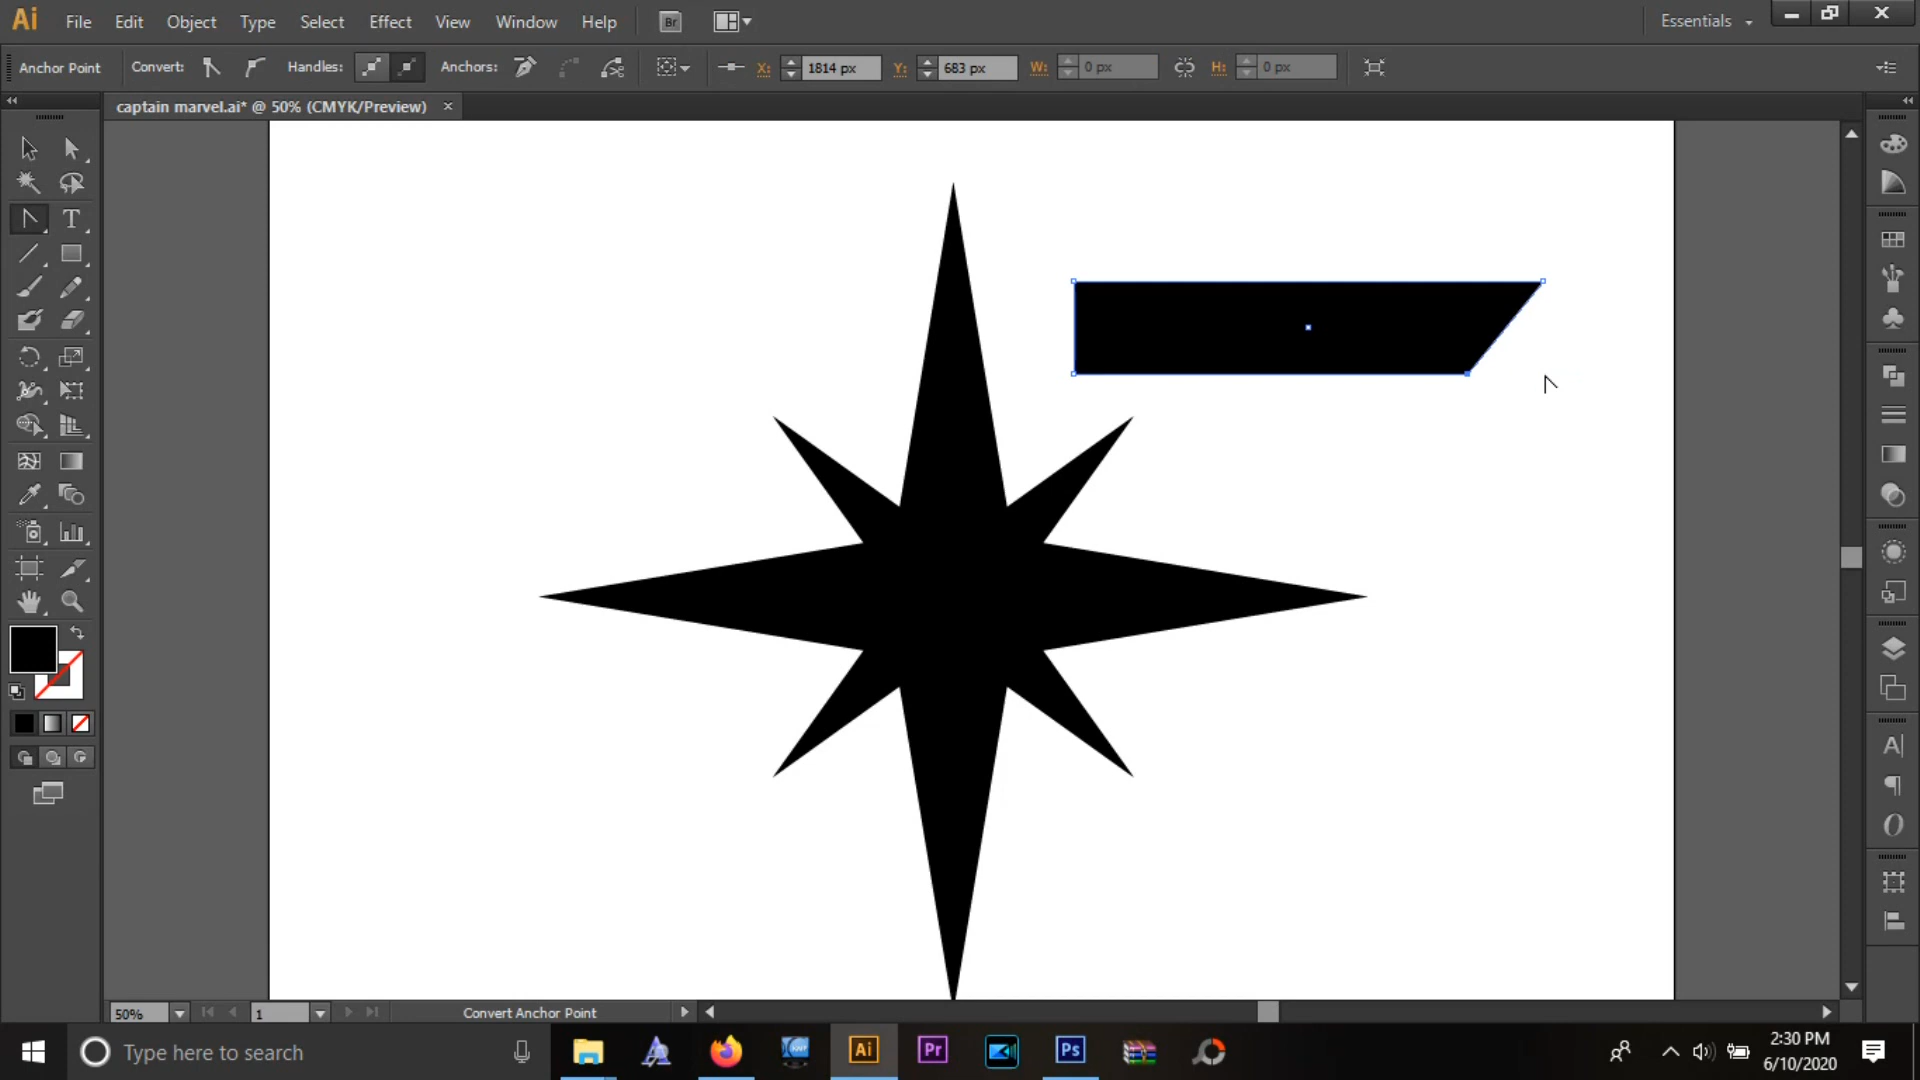 Ai File Edit Object Type Select Effect View Window Help Br Essentials
Anchor Point Convert: Handles: Anchors: X: 1814 px Y: 683 px W: 0 px H: 0 px
captain marvel.ai* @ 50% (CMYK/Preview) ×
T
A
O
50% 1 Convert Anchor Point
Type here to search Ai Pr Ps 2:30 PM
6/10/2020